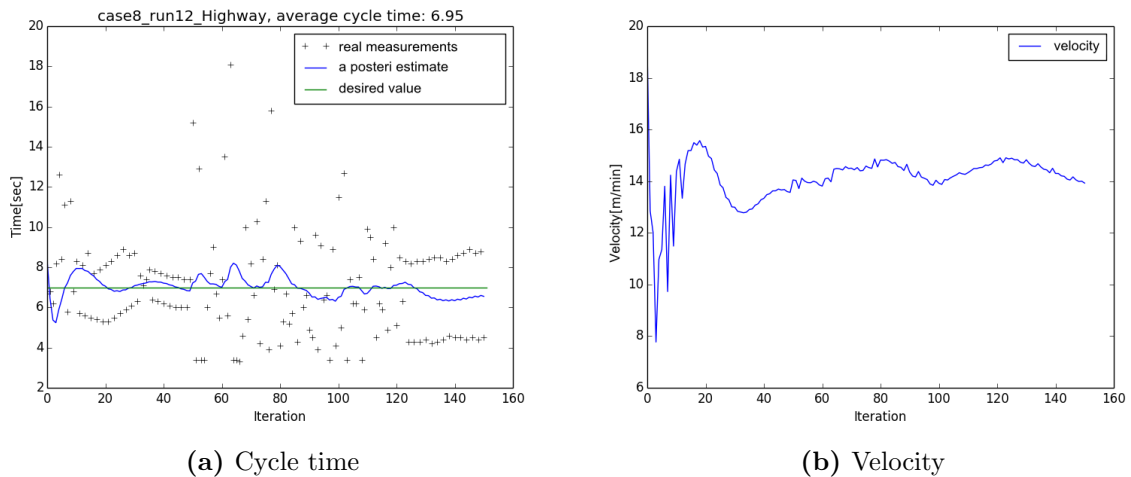 case8_run12_Highway, average cycle time: 6.95
20
18
16
14
12
10
8
6
4
2
Time[sec]
real measurements
a posteri estimate
desired value
0 20 40 60 80 100 120 140 160
Iteration
(a) Cycle time
20
18
16
14
12
10
8
6
Velocity[m/min]
velocity
0 20 40 60 80 100 120 140 160
Iteration
(b) Velocity